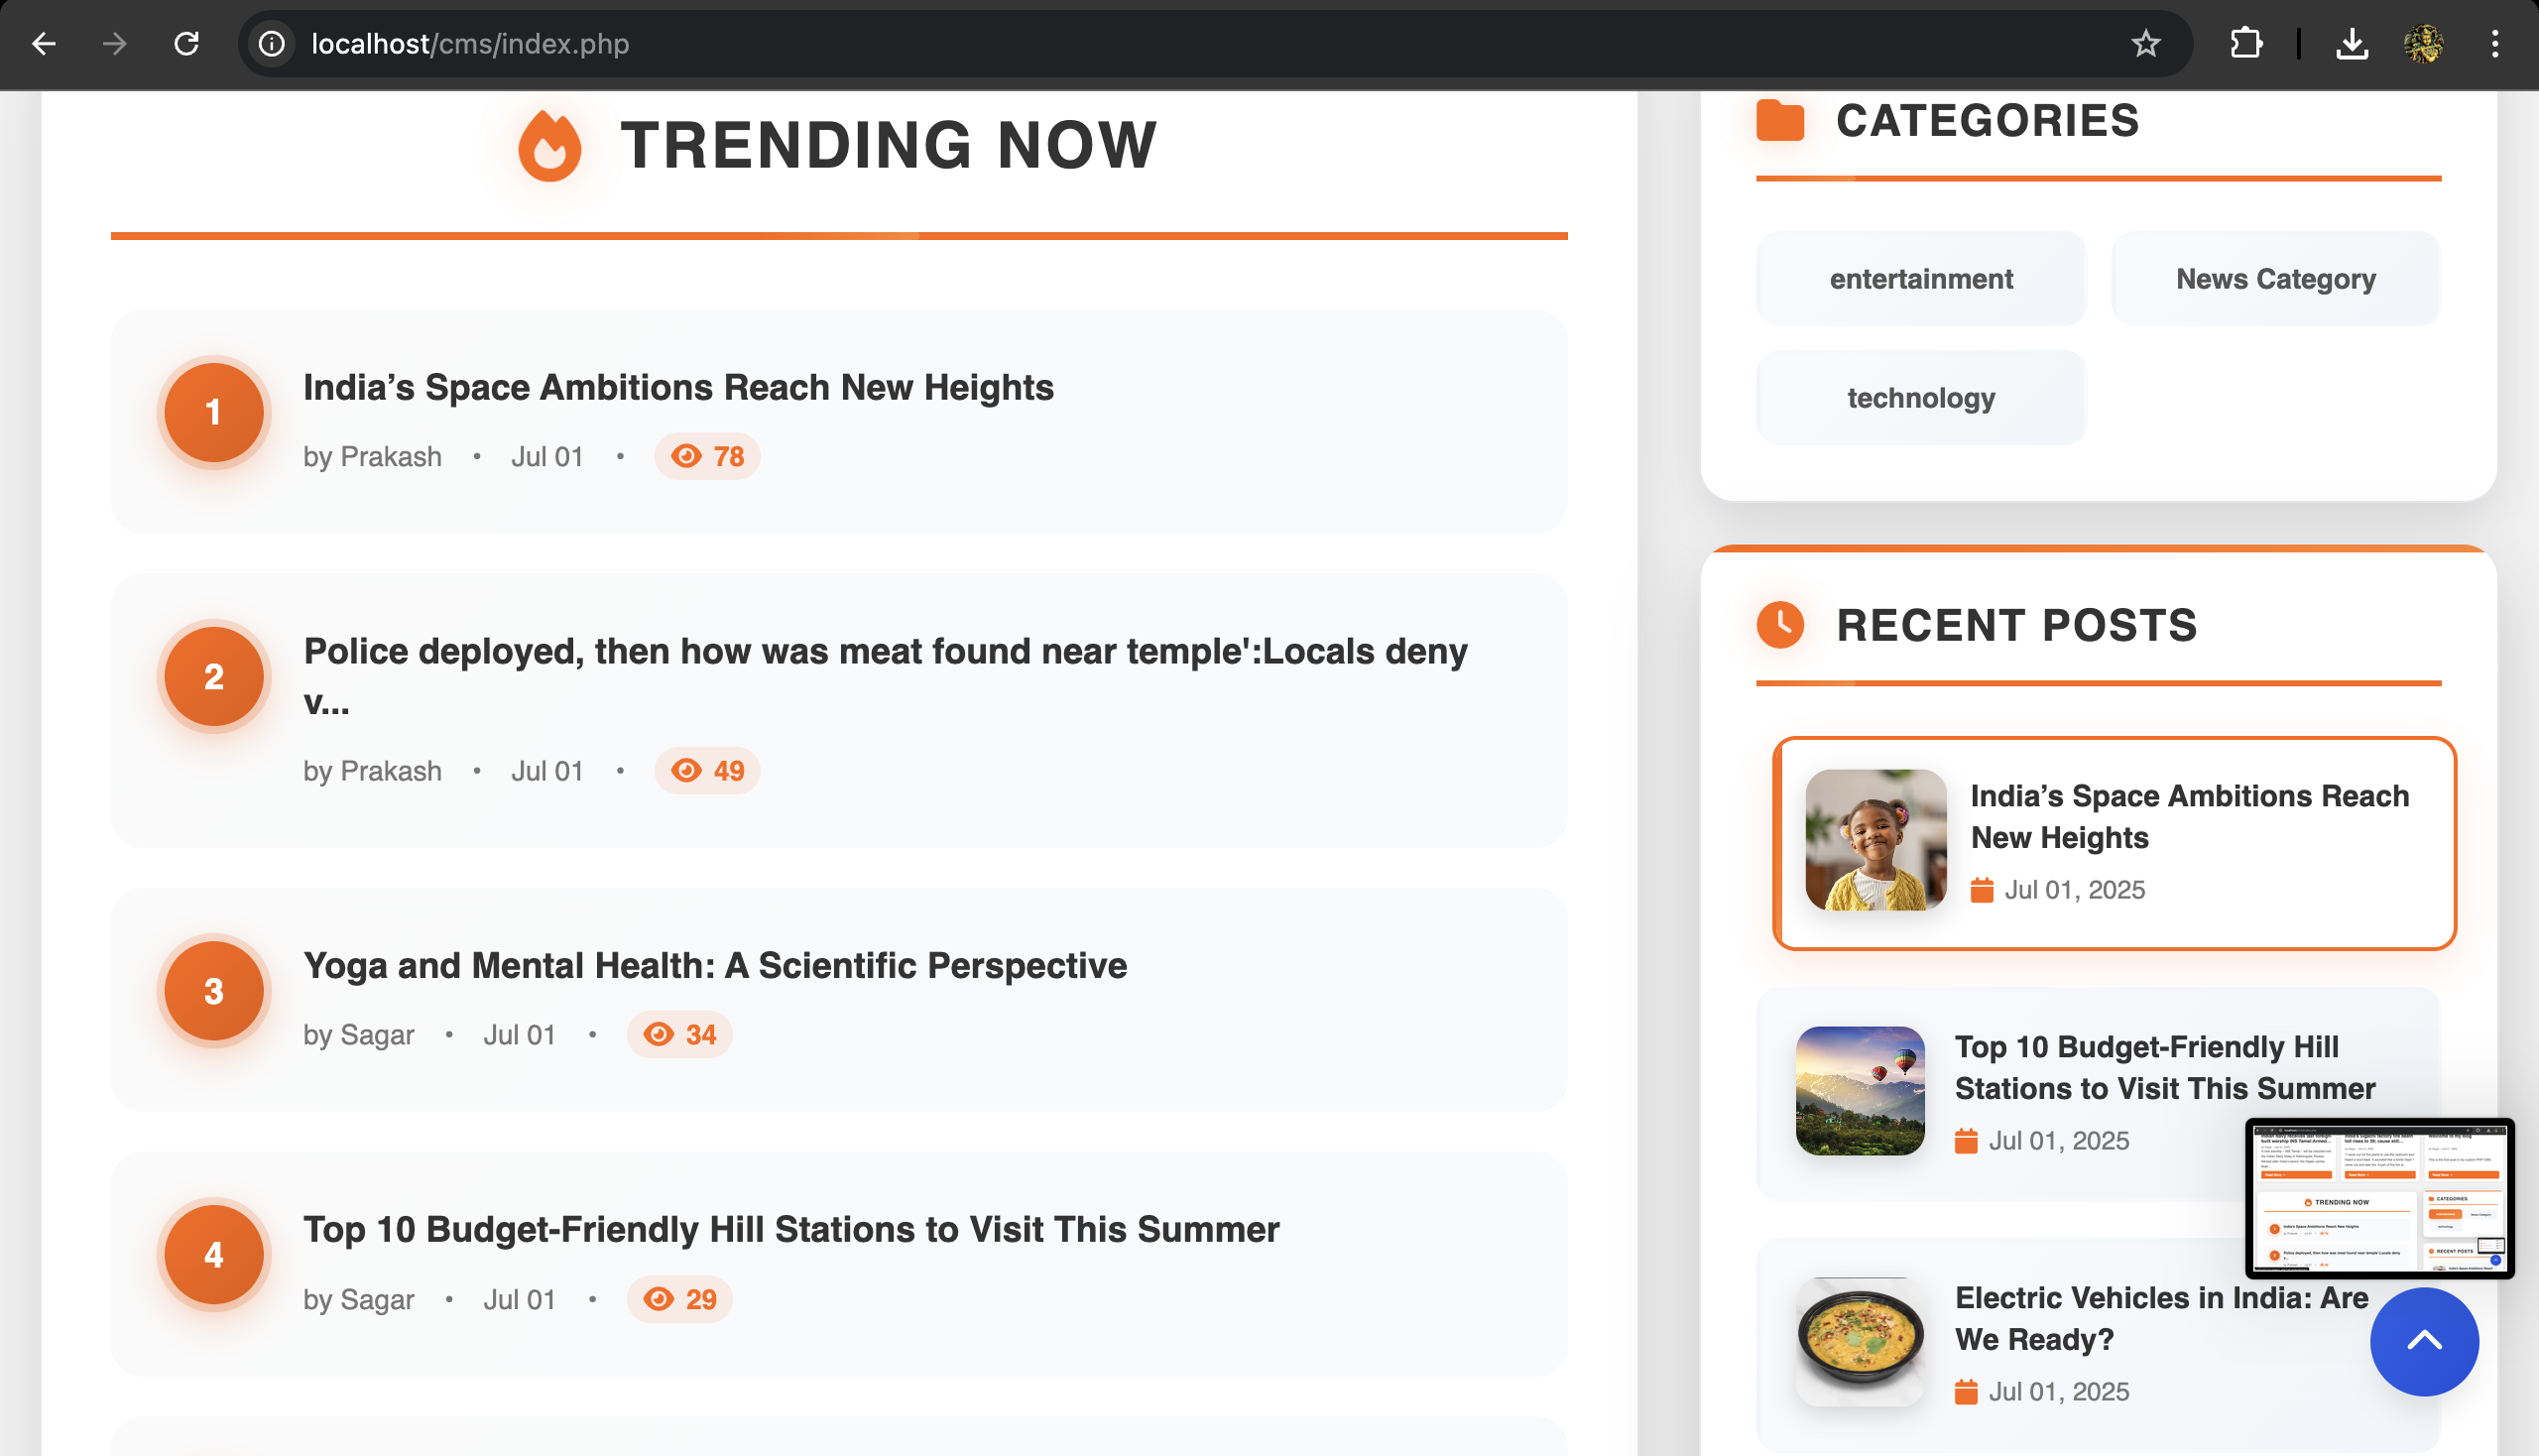 localhost/cms/index.php
TRENDING NOW
1
India’s Space Ambitions Reach New Heights
by Prakash • Jul 01 • 78
2
Police deployed, then how was meat found near temple':Locals deny
v...
by Prakash • Jul 01 • 49
3
Yoga and Mental Health: A Scientific Perspective
by Sagar • Jul 01 • 34
4
Top 10 Budget-Friendly Hill Stations to Visit This Summer
by Sagar • Jul 01 • 29
CATEGORIES
entertainment
News Category
technology
RECENT POSTS
India’s Space Ambitions Reach
New Heights
Jul 01, 2025
Top 10 Budget-Friendly Hill
Stations to Visit This Summer
Jul 01, 2025
Electric Vehicles in India: Are
We Ready?
Jul 01, 2025
TRENDING NOW
CATEGORIES
RECENT POSTS